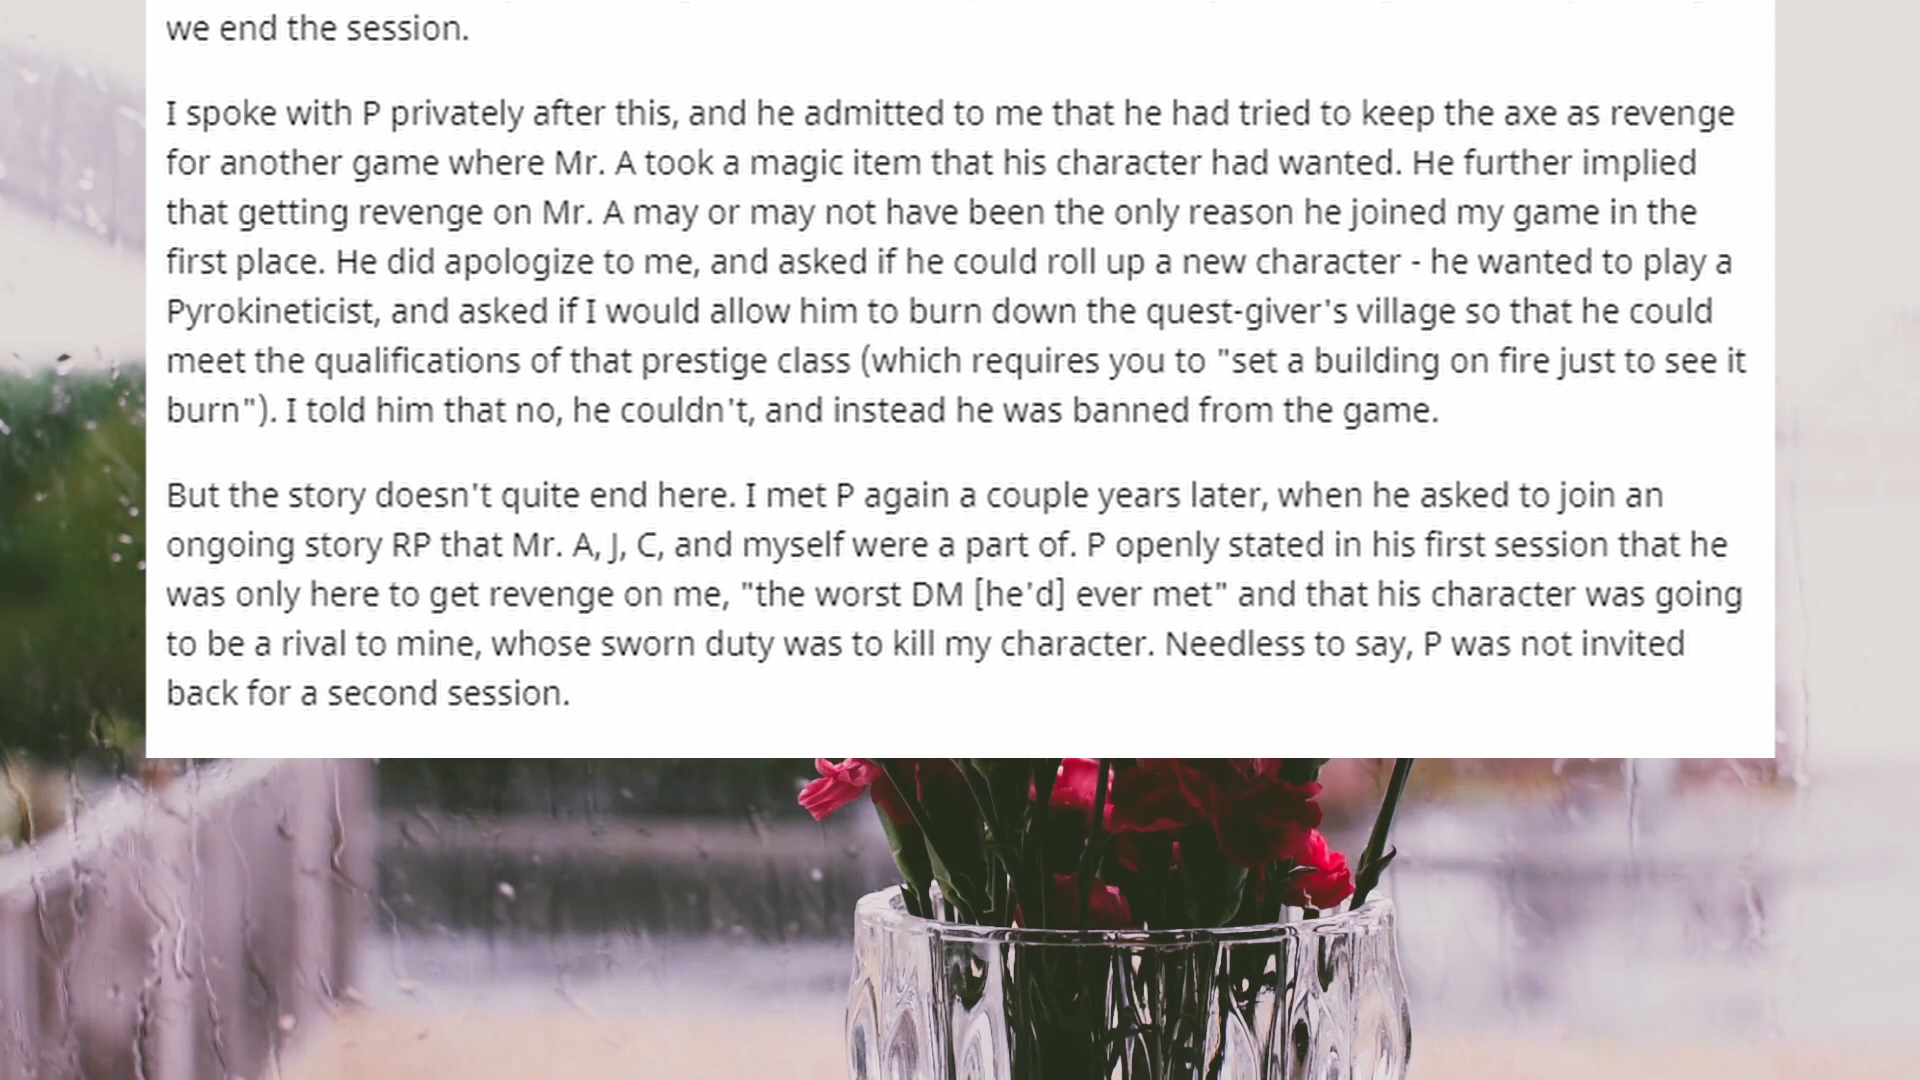 we end the session.
I spoke with P privately after this, and he admitted to me that he had tried to keep the axe as revenge
for another game where Mr. A took a magic item that his character had wanted. He further implied
that getting revenge on Mr. A may or may not have been the only reason he joined my game in the
first place. He did apologize to me, and asked if he could roll up a new character - he wanted to play a
Pyrokineticist, and asked if I would allow him to burn down the quest-giver's village so that he could
meet the qualifications of that prestige class (which requires you to "set a building on fire just to see it
burn"). I told him that no, he couldn't, and instead he was banned from the game.
But the story doesn't quite end here. I met P again a couple years later, when he asked to join an
ongoing story RP that Mr. A, J, C, and myself were a part of. P openly stated in his first session that he
was only here to get revenge on me, "the worst DM [he'd] ever met" and that his character was going
to be a rival to mine, whose sworn duty was to kill my character. Needless to say, P was not invited
back for a second session.